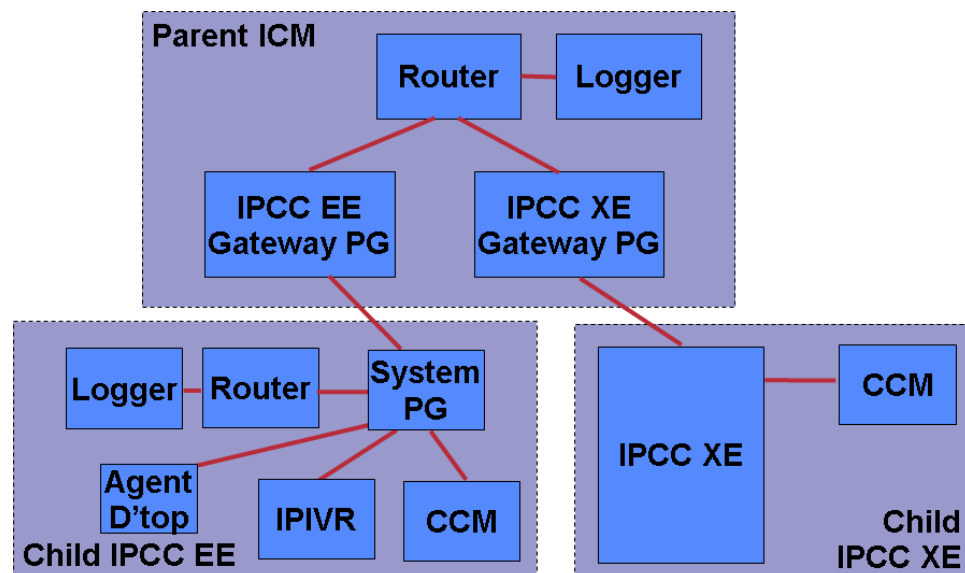 Parent ICM
Router
Logger
IPCC EE
Gateway PG
IPCC XE
Gateway PG
Logger
Router
System
PG
Agent
D'top
IPIVR
CCM
Child IPCC EE
IPCC XE
CCM
Child
IPCC XE